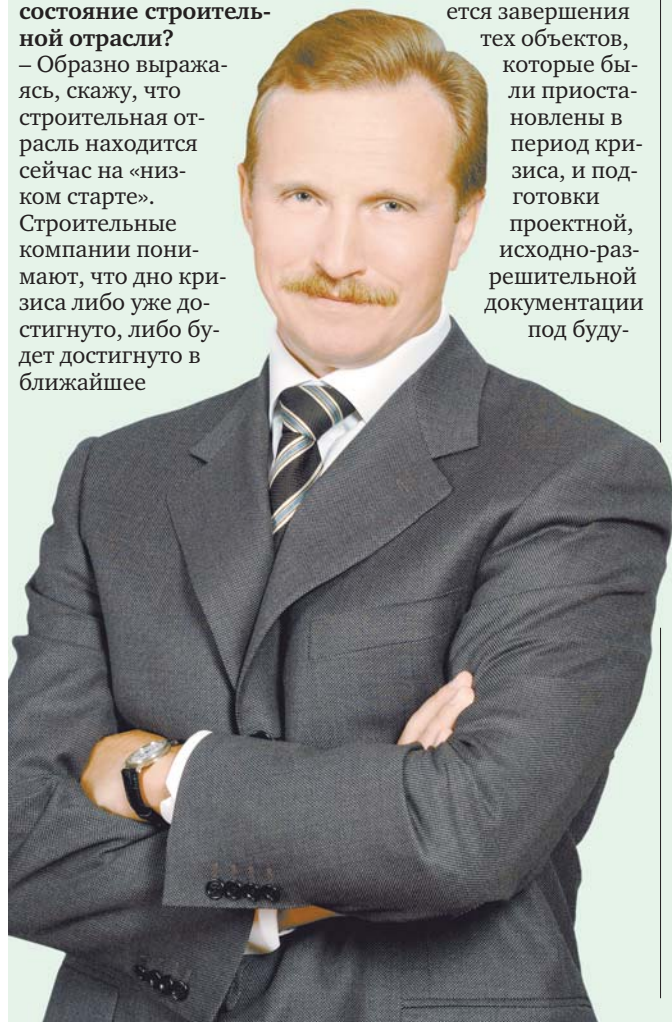 состояние строитель-
ной отрасли?
– Образно выража-
ясь, скажу, что
строительная от-
расль находится
сейчас на «низ-
ком старте».
Строительные
компании пони-
мают, что дно кри-
зиса либо уже до-
стигнуто, либо бу-
дет достигнуто в
ближайшее
ется завершения
тех объектов,
которые бы-
ли приоста-
новлены в
период кри-
зиса, и под-
готовки
проектной,
исходно-раз-
решительной
документации
под буду-